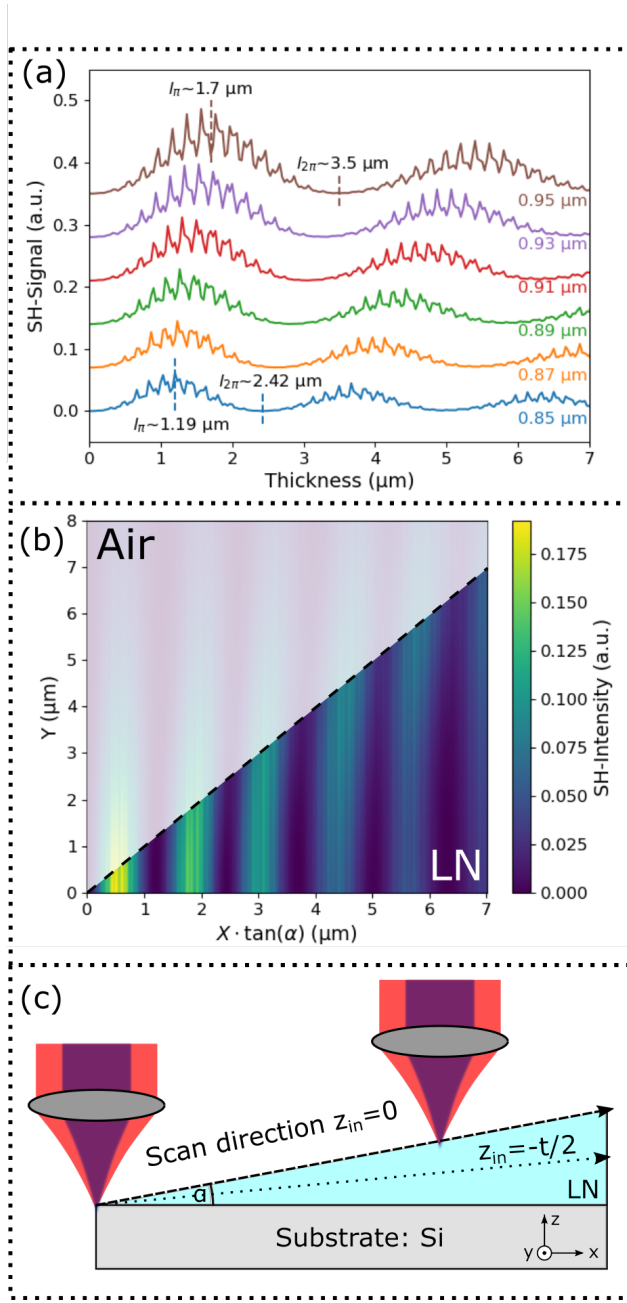 (a)
SH-Signal (a.u.)
0.5
0.4
0.3
0.2
0.1
0.0
lπ~1.7 μm
l2π~3.5 μm
0.95 μm
0.93 μm
0.91 μm
0.89 μm
0.87 μm
l2π~2.42 μm
0.85 μm
lπ~1.19 μm
0 1 2 3 4 5 6 7
Thickness (μm)
(b)
Air
Y (μm)
8
7
6
5
4
3
2
1
0
LN
0 1 2 3 4 5 6 7
X · tan(α) (μm)
0.175
0.150
0.125
0.100
0.075
0.050
0.025
0.000
SH-Intensity (a.u.)
(c)
Scan direction z_in=0
z_in=-t/2
α
LN
Substrate: Si
z
y
x